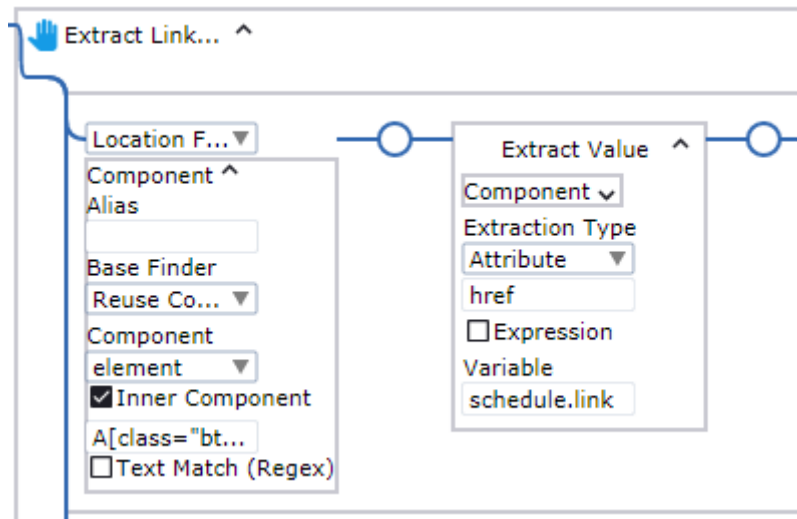 Extract Link...
Location F...
Component
Alias
Base Finder
Reuse Co...
Component
element
Inner Component
A[class="bt...
Text Match (Regex)
Extract Value
Component
Extraction Type
Attribute
href
Expression
Variable
schedule.link